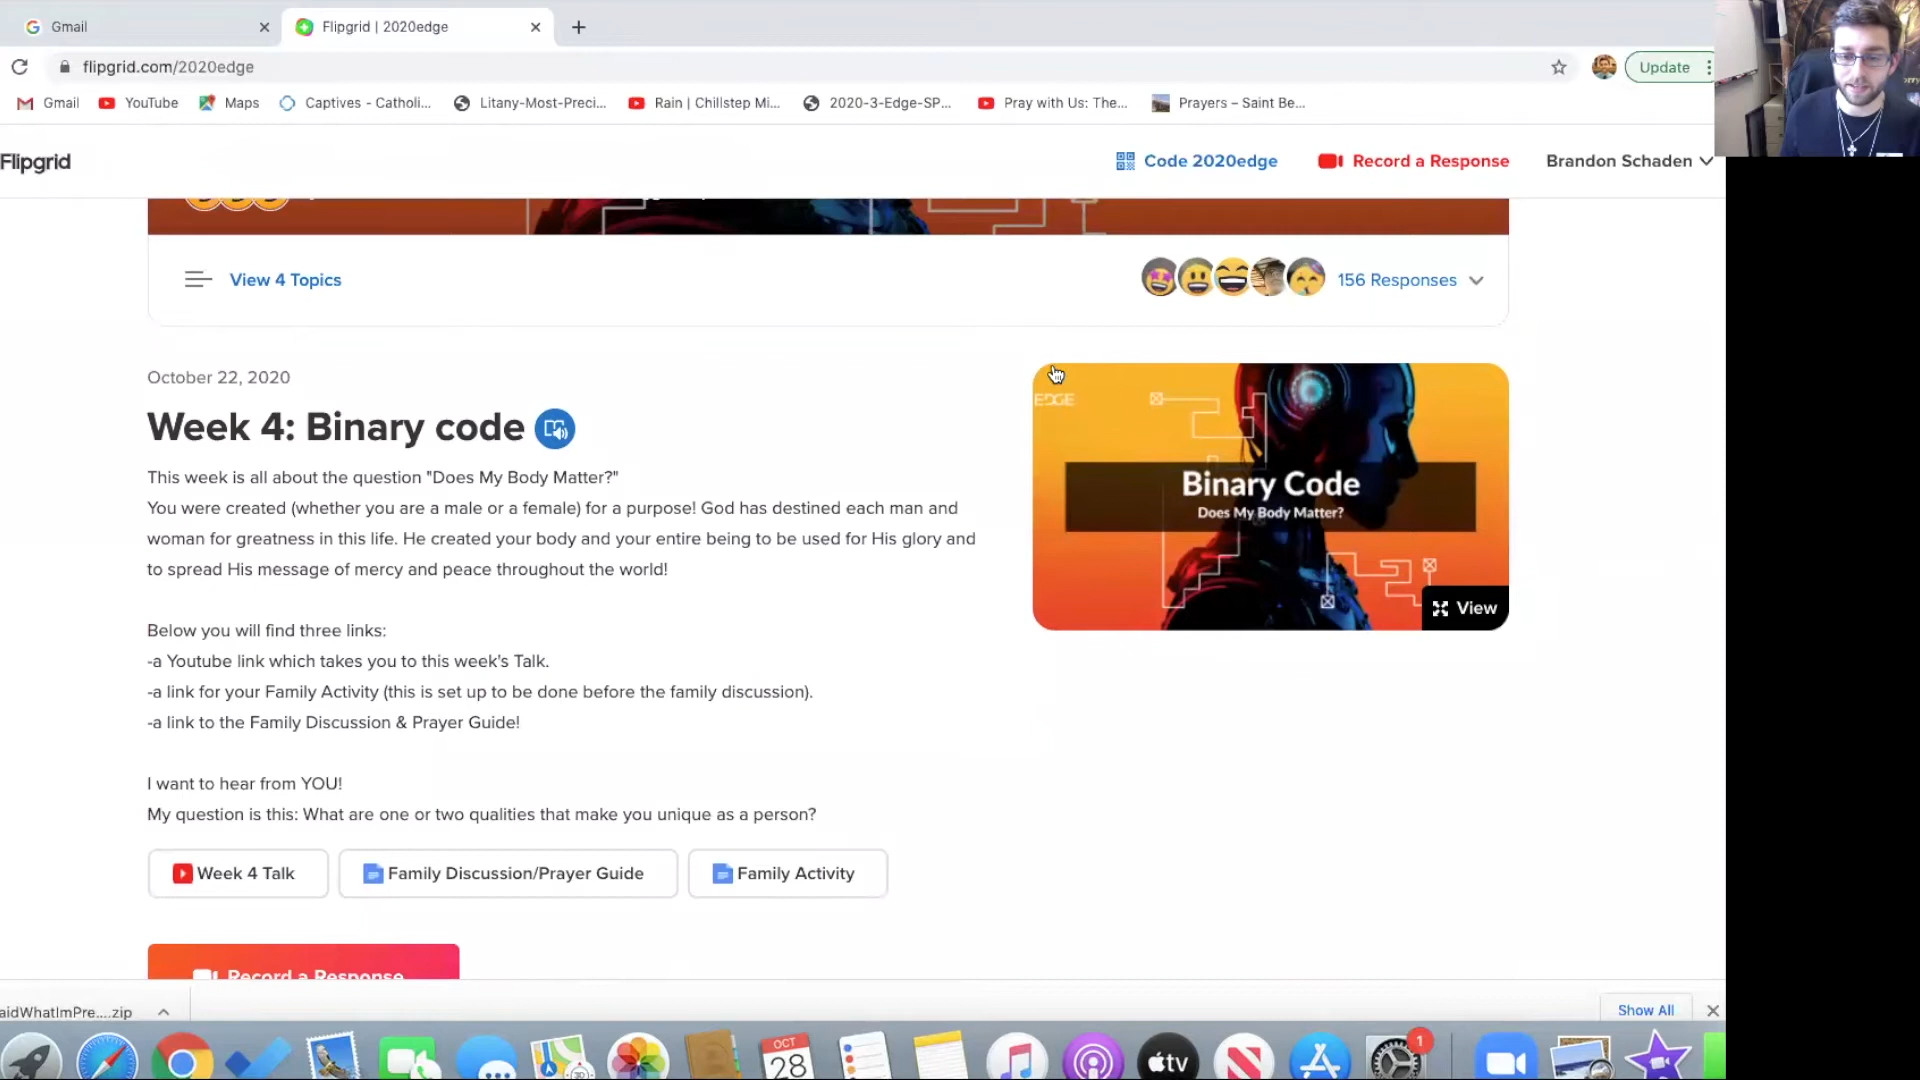 Gmail
Flipgrid | 2020edge
flipgrid.com/2020edge
Update
Gmail
YouTube
Maps
Captives - Catholi...
Litany-Most-Preci...
Rain | Chillstep Mi...
2020-3-Edge-SP...
Pray with Us: The...
Prayers – Saint Be...
Flipgrid
Code 2020edge
Record a Response
Brandon Schaden
View 4 Topics
156 Responses
October 22, 2020
Week 4: Binary code
This week is all about the question "Does My Body Matter?"
You were created (whether you are a male or a female) for a purpose! God has destined each man and
woman for greatness in this life. He created your body and your entire being to be used for His glory and
to spread His message of mercy and peace throughout the world!
Below you will find three links:
-a Youtube link which takes you to this week's Talk.
-a link for your Family Activity (this is set up to be done before the family discussion).
-a link to the Family Discussion & Prayer Guide!
I want to hear from YOU!
My question is this: What are one or two qualities that make you unique as a person?
EDGE
Binary Code
Does My Body Matter?
View
Week 4 Talk
Family Discussion/Prayer Guide
Family Activity
Record a Response
aidWhatImPre....zip
Show All
OCT
28
tv
1